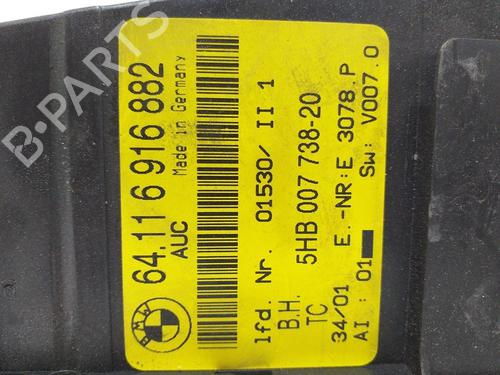 BMW
64.11 6 916 882
AUC
Made in Germany
lfd. Nr. 01530/ II 1
B.H. 5HB 007 738-20
TC
34/01 E.-NR:E 3078.P
AI : 01 SW: V007.0
B-PARTS